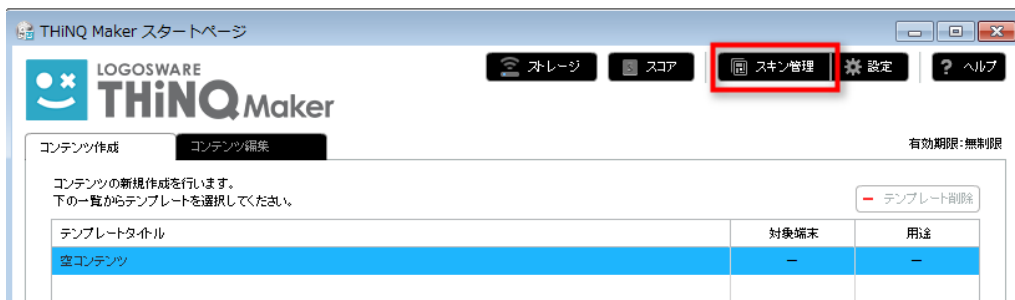 THiNQ Maker スタートページ
LOGOSWARE
THiNQ Maker
ストレージ
スコア
スキン管理
設定
? ヘルプ
コンテンツ作成
コンテンツ編集
有効期限:無制限
コンテンツの新規作成を行います。
下の一覧からテンプレートを選択してください。
テンプレート削除
テンプレートタイトル
対象端末
用途
空コンテンツ
ー
ー